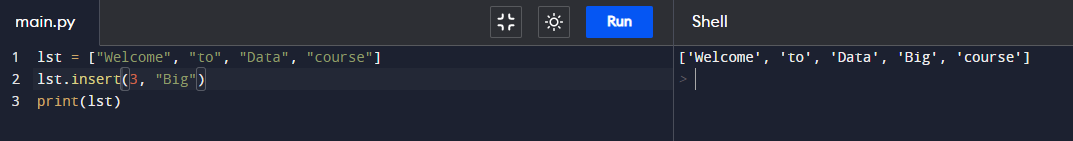 main.py
Run
Shell
1 lst = ["Welcome", "to", "Data", "course"]
2 lst.insert(3, "Big")
3 print(lst)
['Welcome', 'to', 'Data', 'Big', 'course']
>